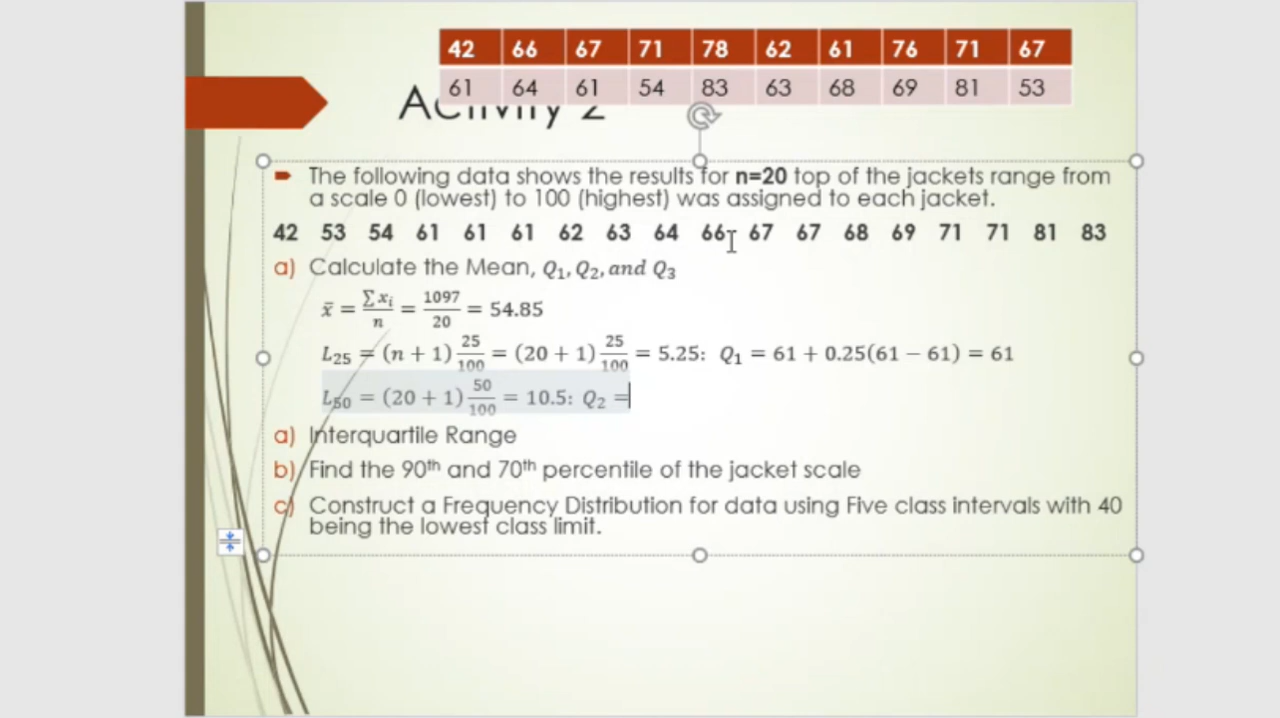 42 66 67 71 78 62 61 76 71 67
61 64 61 54 83 63 68 69 81 53
Activity 2
The following data shows the results for n=20 top of the jackets range from
a scale 0 (lowest) to 100 (highest) was assigned to each jacket.
42 53 54 61 61 61 62 63 64 66 67 67 68 69 71 71 81 83
a) Calculate the Mean, Q₁, Q₂, and Q₃
x̄ = ∑xᵢ/n = 1097/20 = 54.85
L₂₅ = (n + 1) 25/100 = (20 + 1) 25/100 = 5.25: Q₁ = 61 + 0.25(61 − 61) = 61
L₅₀ = (20 + 1) 50/100 = 10.5: Q₂ =
a) Interquartile Range
b) Find the 90th and 70th percentile of the jacket scale
c) Construct a Frequency Distribution for data using Five class intervals with 40
being the lowest class limit.